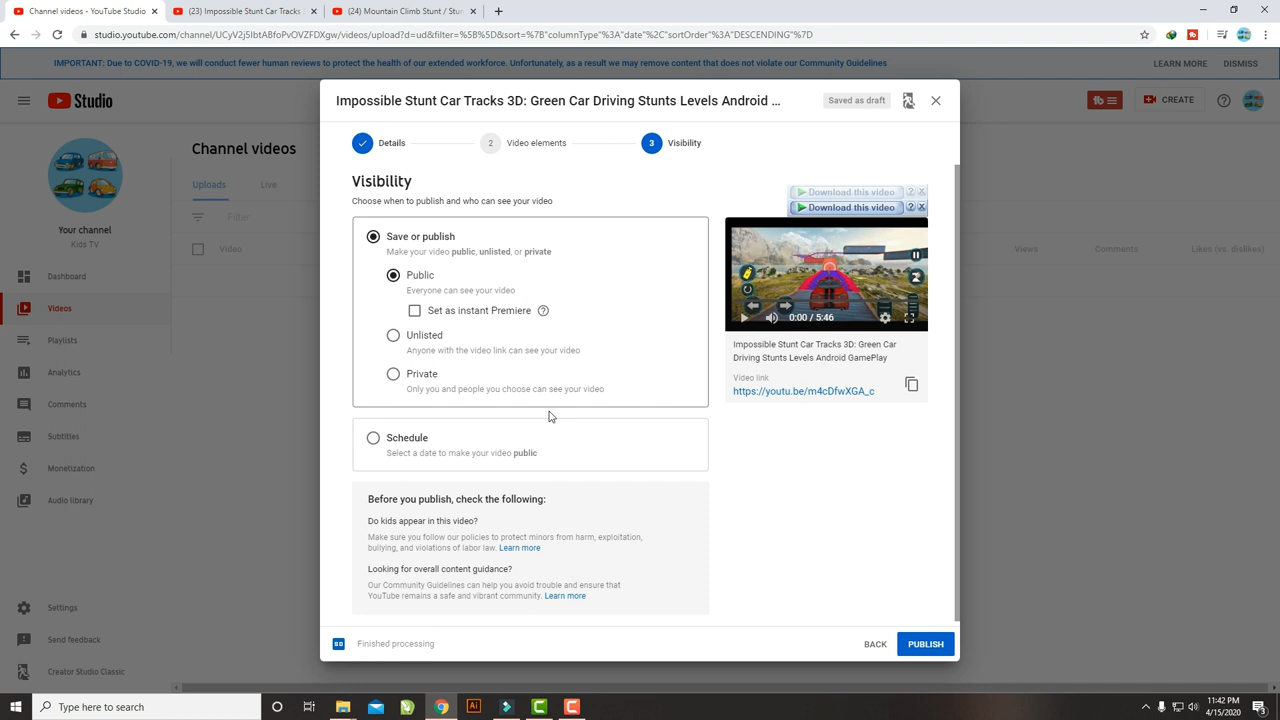 Channel videos - YouTube Studio
(23) Impossible Stunt Car Tracks
(24) Mountain Climb Stunt / Stun
studio.youtube.com/channel/UCyV2j5IbtABfoPvOVZFDXgw/videos/upload?d=ud&filter=%5B%5D&sort=%7B"columnType"%3A"date"%2C"sortOrder"%3A"DESCENDING"%7D
IMPORTANT: Due to COVID-19, we will conduct fewer human reviews to protect the health of our extended workforce. Unfortunately, as a result we may remove content that does not violate our Community Guidelines
LEARN MORE
DISMISS
Studio
CREATE
Impossible Stunt Car Tracks 3D: Green Car Driving Stunts Levels Android ...
Saved as draft
Details
2 Video elements
3 Visibility
Your channel
Kids TV
Dashboard
Videos
Playlists
Analytics
Comments
Subtitles
Monetization
Audio library
Settings
Send feedback
Creator Studio Classic
Channel videos
Uploads
Live
Filter
Video
Views
Comments
Likes (vs. dislikes)
Visibility
Choose when to publish and who can see your video
Save or publish
Make your video public, unlisted, or private
Public
Everyone can see your video
Set as instant Premiere
Unlisted
Anyone with the video link can see your video
Private
Only you and people you choose can see your video
Schedule
Select a date to make your video public
Before you publish, check the following:
Do kids appear in this video?
Make sure you follow our policies to protect minors from harm, exploitation,
bullying, and violations of labor law. Learn more
Looking for overall content guidance?
Our Community Guidelines can help you avoid trouble and ensure that
YouTube remains a safe and vibrant community. Learn more
Download this video ? X
Download this video ? X
0:00 / 5:46
Impossible Stunt Car Tracks 3D: Green Car
Driving Stunts Levels Android GamePlay
Video link
https://youtu.be/m4cDfwXGA_c
HD
Finished processing
BACK
PUBLISH
Type here to search
Ai
11:42 PM
4/15/2020